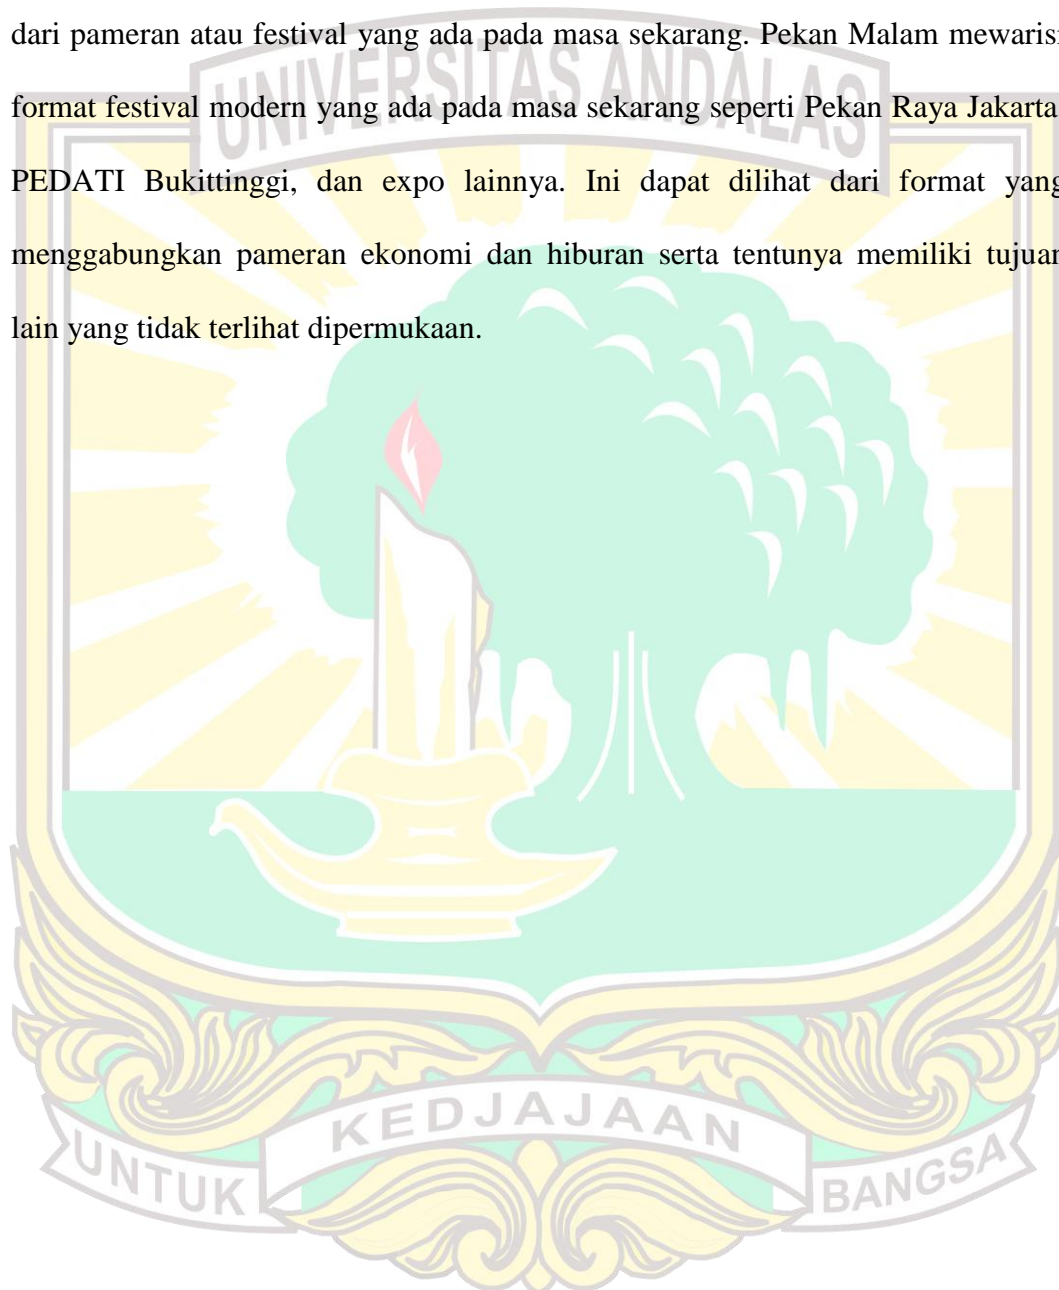 dari pameran atau festival yang ada pada masa sekarang. Pekan Malam mewarisi
format festival modern yang ada pada masa sekarang seperti Pekan Raya Jakarta
PEDATI Bukittinggi, dan expo lainnya. Ini dapat dilihat dari format yang
menggabungkan pameran ekonomi dan hiburan serta tentunya memiliki tujuan
lain yang tidak terlihat dipermukaan.
UNIVERSITAS ANDALAS
UNTUK KEDJAJAAN BANGSA